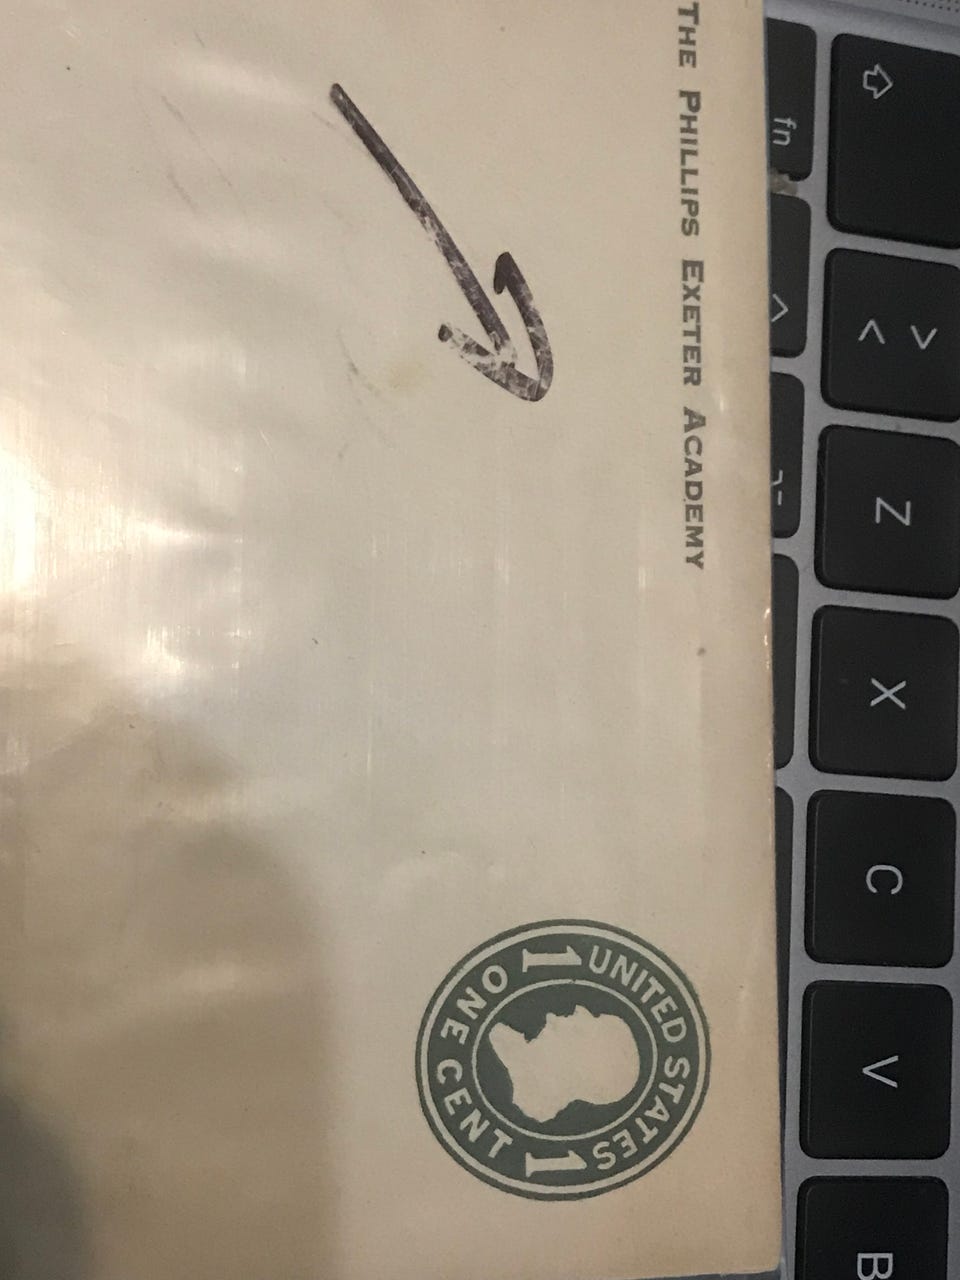 THE PHILLIPS EXETER ACADEMY
UNITED STATES
1 1
ONE CENT
fn
Z
X
C
V
B